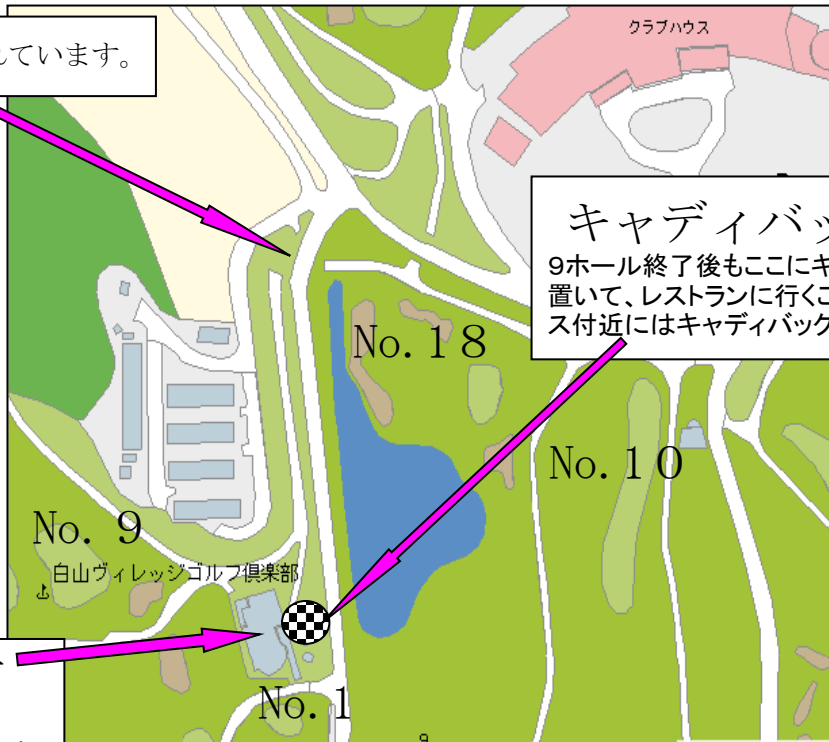 れています。
クラブハウス
キャディバッ
9ホール終了後もここにキ
置いて、レストランに行くこ
ス付近にはキャディバック
No. 18
No. 10
No. 9
白山ヴィレッジゴルフ倶楽部
No. 1
9